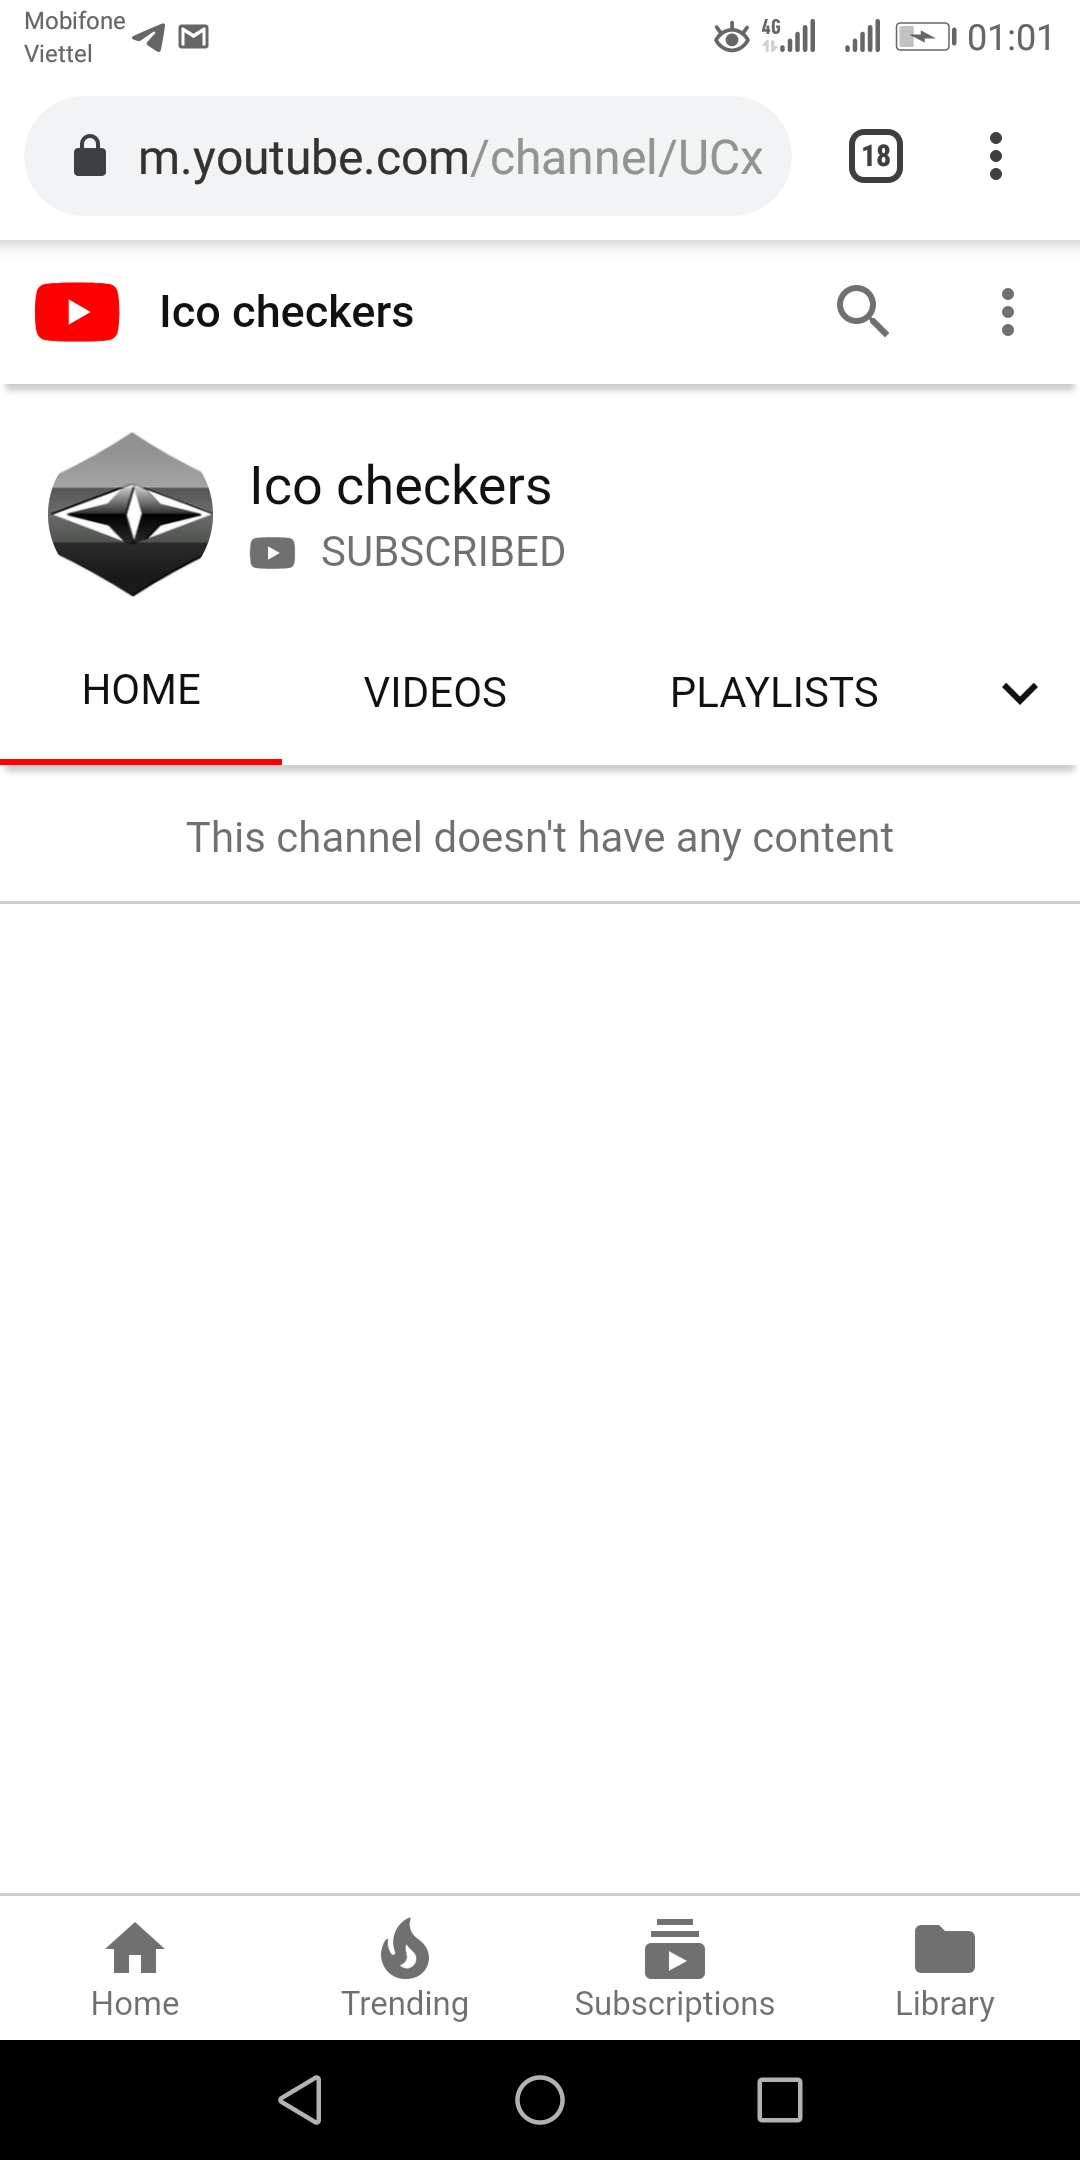 Mobifone
Viettel
4G
01:01
m.youtube.com/channel/UCx
18
Ico checkers
Ico checkers
SUBSCRIBED
HOME VIDEOS PLAYLISTS
This channel doesn't have any content
Home Trending Subscriptions Library